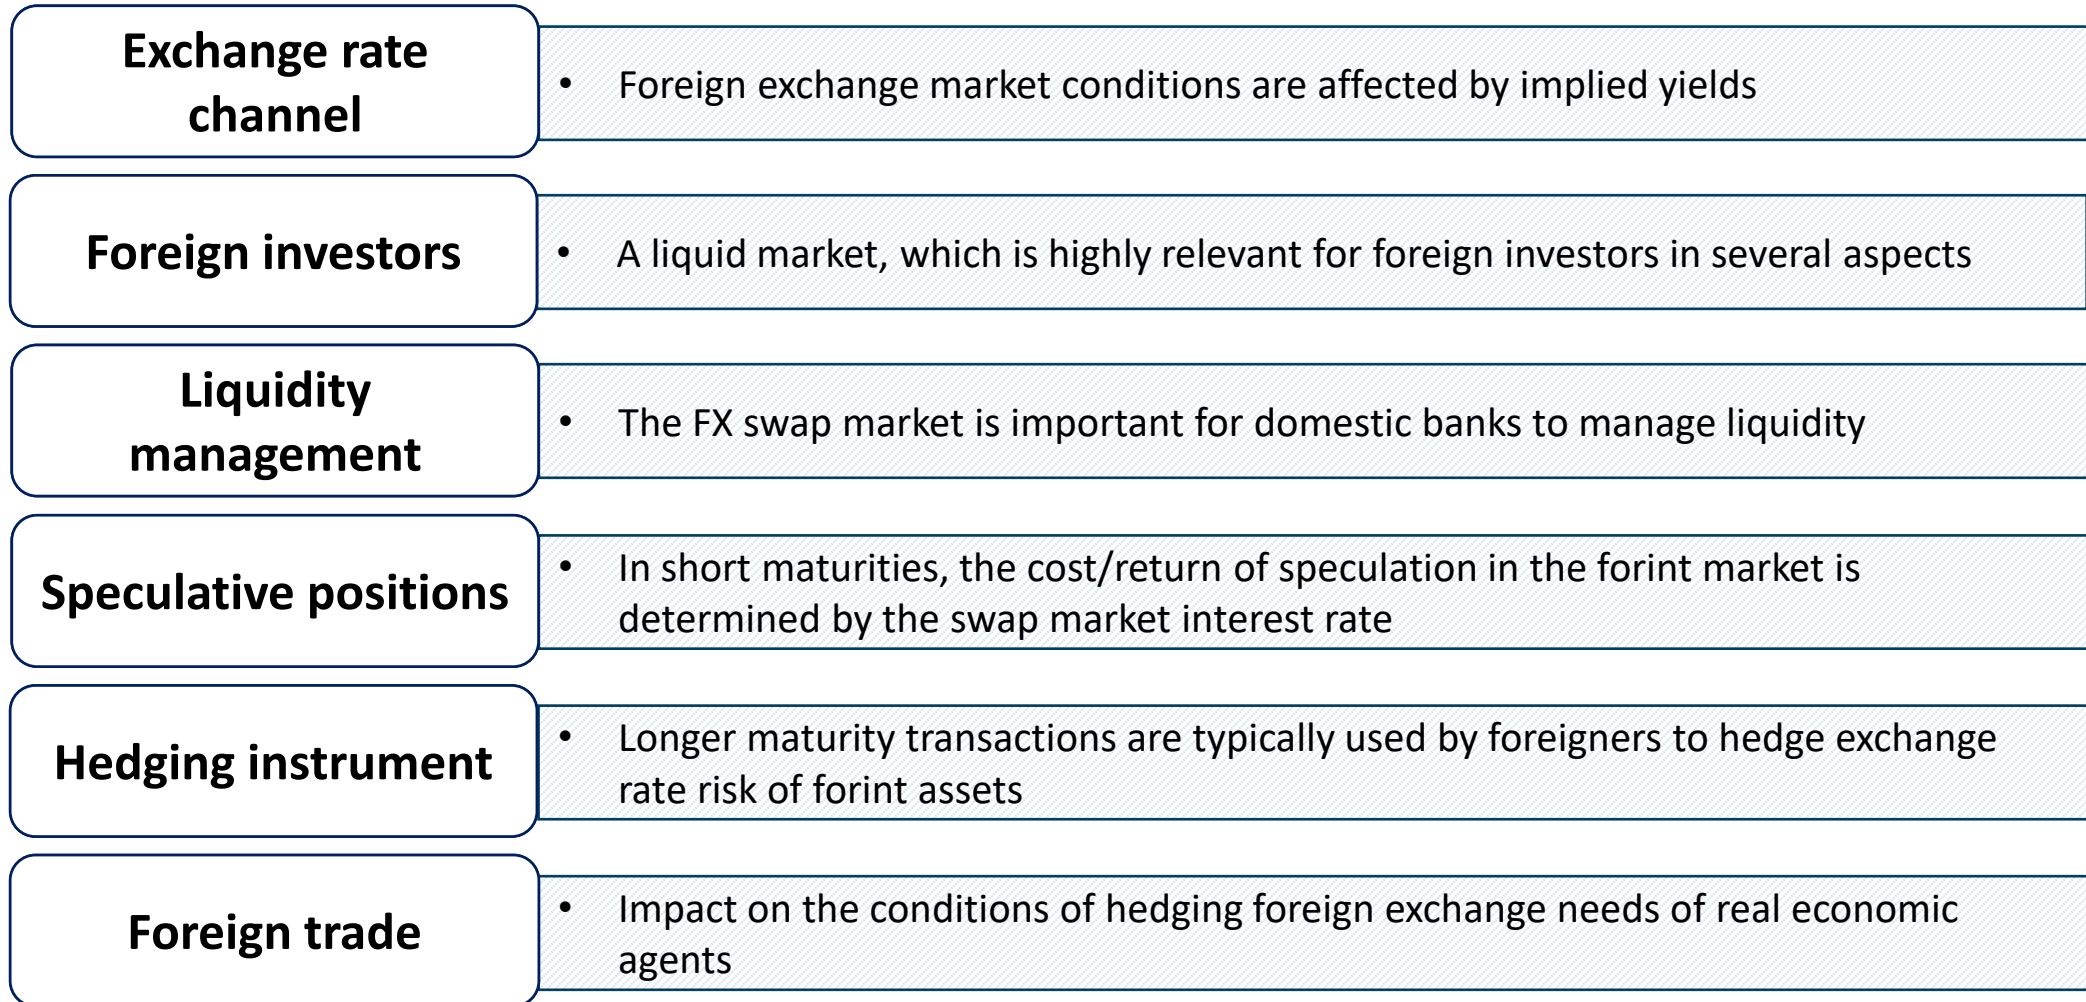 Exchange rate
channel
• Foreign exchange market conditions are affected by implied yields
Foreign investors
• A liquid market, which is highly relevant for foreign investors in several aspects
Liquidity
management
• The FX swap market is important for domestic banks to manage liquidity
Speculative positions
• In short maturities, the cost/return of speculation in the forint market is
determined by the swap market interest rate
Hedging instrument
• Longer maturity transactions are typically used by foreigners to hedge exchange
rate risk of forint assets
Foreign trade
• Impact on the conditions of hedging foreign exchange needs of real economic
agents